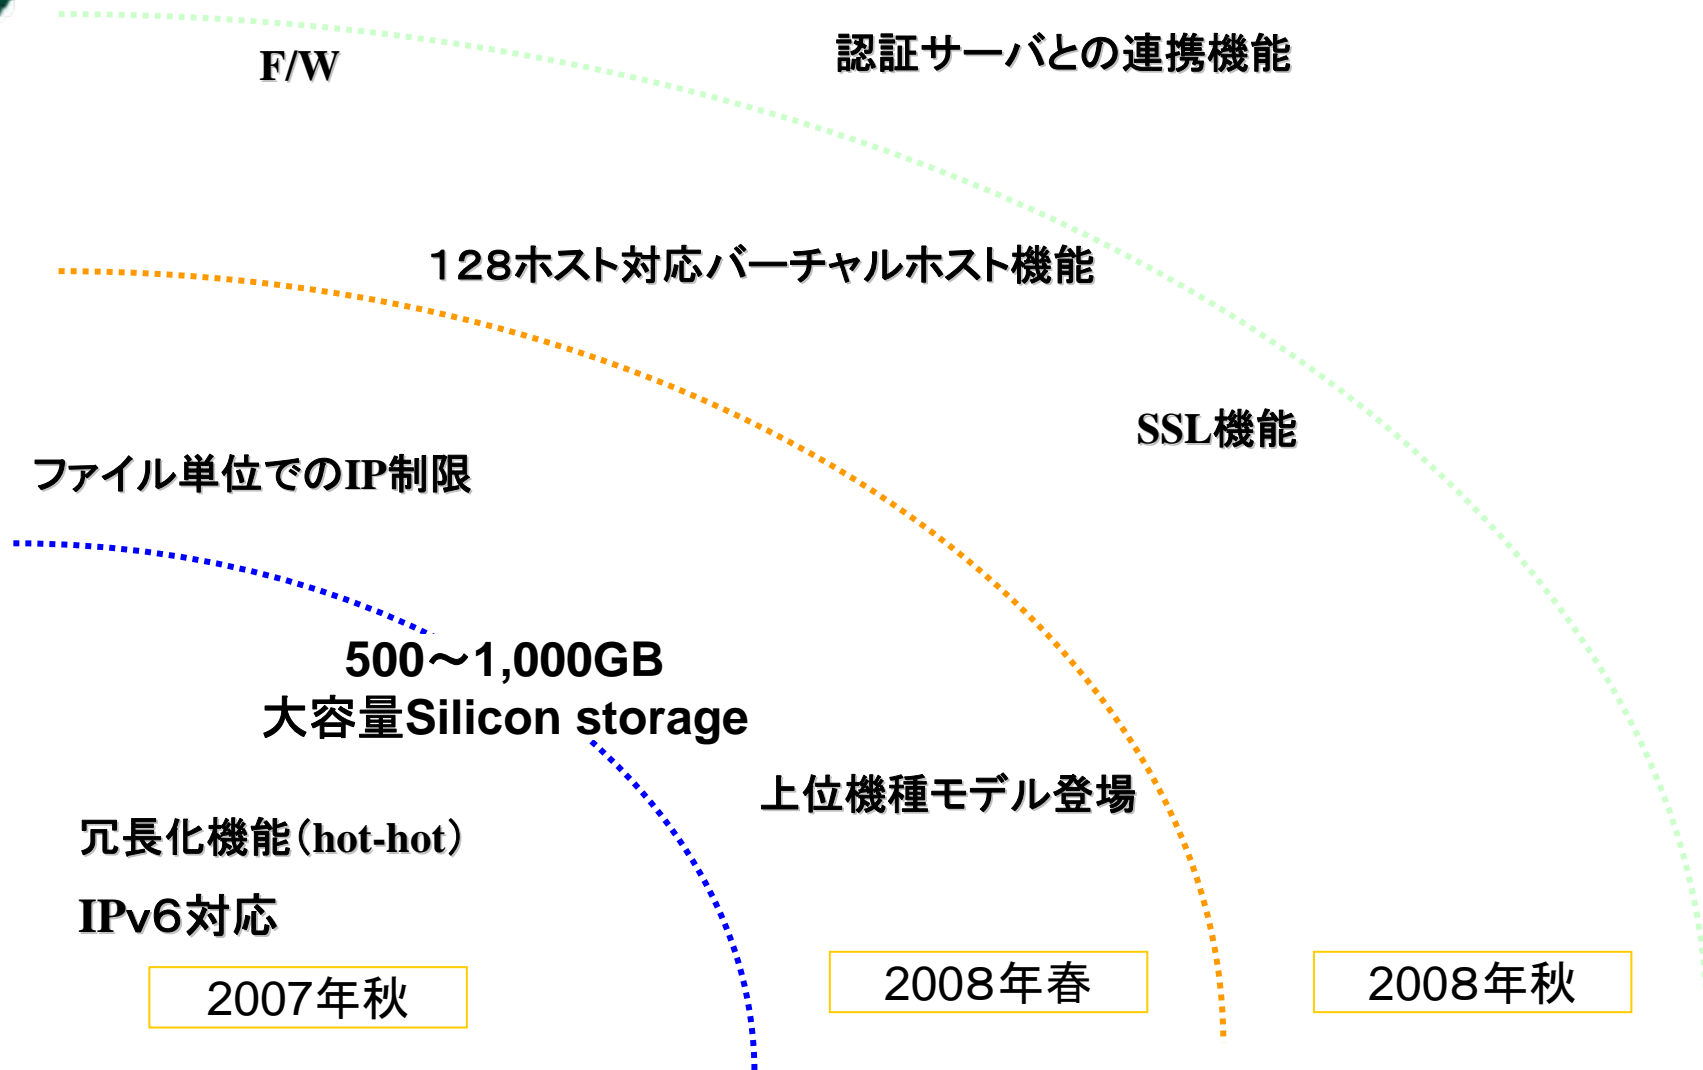 F/W
認証サーバとの連携機能
１２８ホスト対応バーチャルホスト機能
SSL機能
ファイル単位でのIP制限
500～1,000GB
大容量Silicon storage
上位機種モデル登場
冗長化機能（hot-hot）
IPv６対応
2007年秋
2008年春
2008年秋